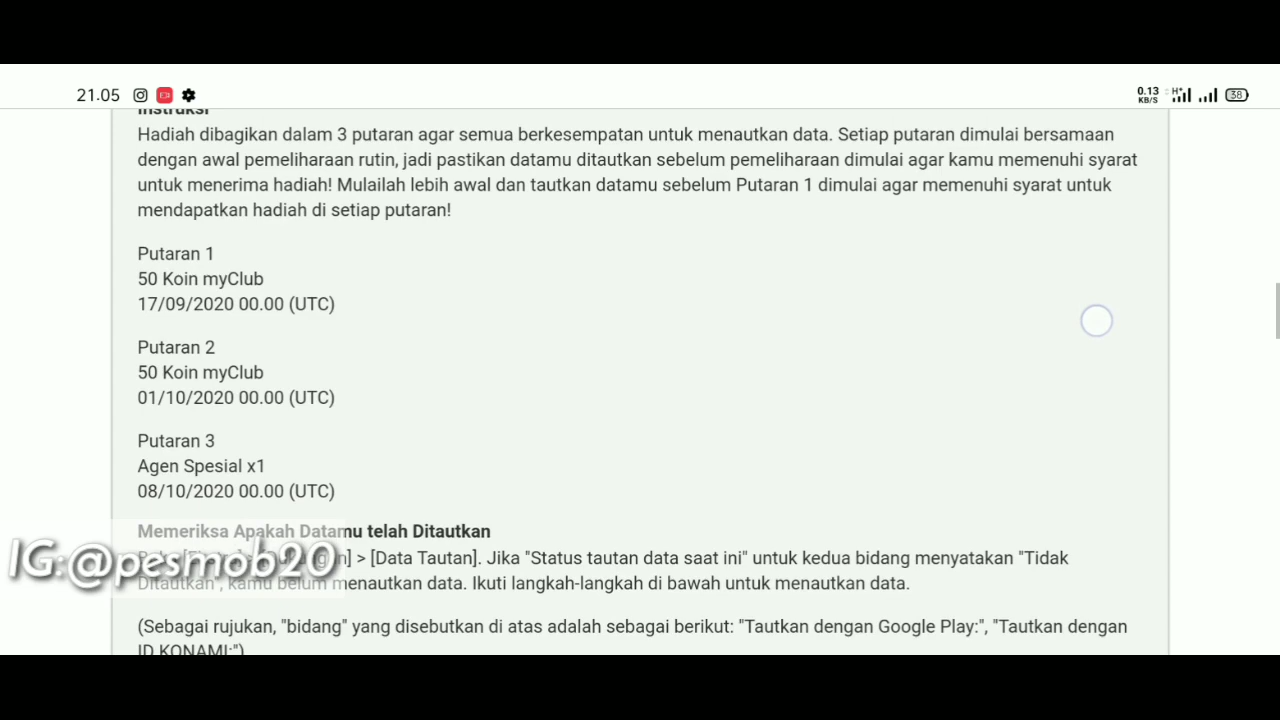 21.05
0.13
KB/S
H+
38
Instruksi
Hadiah dibagikan dalam 3 putaran agar semua berkesempatan untuk menautkan data. Setiap putaran dimulai bersamaan
dengan awal pemeliharaan rutin, jadi pastikan datamu ditautkan sebelum pemeliharaan dimulai agar kamu memenuhi syarat
untuk menerima hadiah! Mulailah lebih awal dan tautkan datamu sebelum Putaran 1 dimulai agar memenuhi syarat untuk
mendapatkan hadiah di setiap putaran!
Putaran 1
50 Koin myClub
17/09/2020 00.00 (UTC)
Putaran 2
50 Koin myClub
01/10/2020 00.00 (UTC)
Putaran 3
Agen Spesial x1
08/10/2020 00.00 (UTC)
Memeriksa Apakah Datamu telah Ditautkan
> [Data Tautan]. Jika "Status tautan data saat ini" untuk kedua bidang menyatakan "Tidak
Ditautkan", kamu belum menautkan data. Ikuti langkah-langkah di bawah untuk menautkan data.
IG:@pesmob20
(Sebagai rujukan, "bidang" yang disebutkan di atas adalah sebagai berikut: "Tautkan dengan Google Play:", "Tautkan dengan
ID KONAMI:")